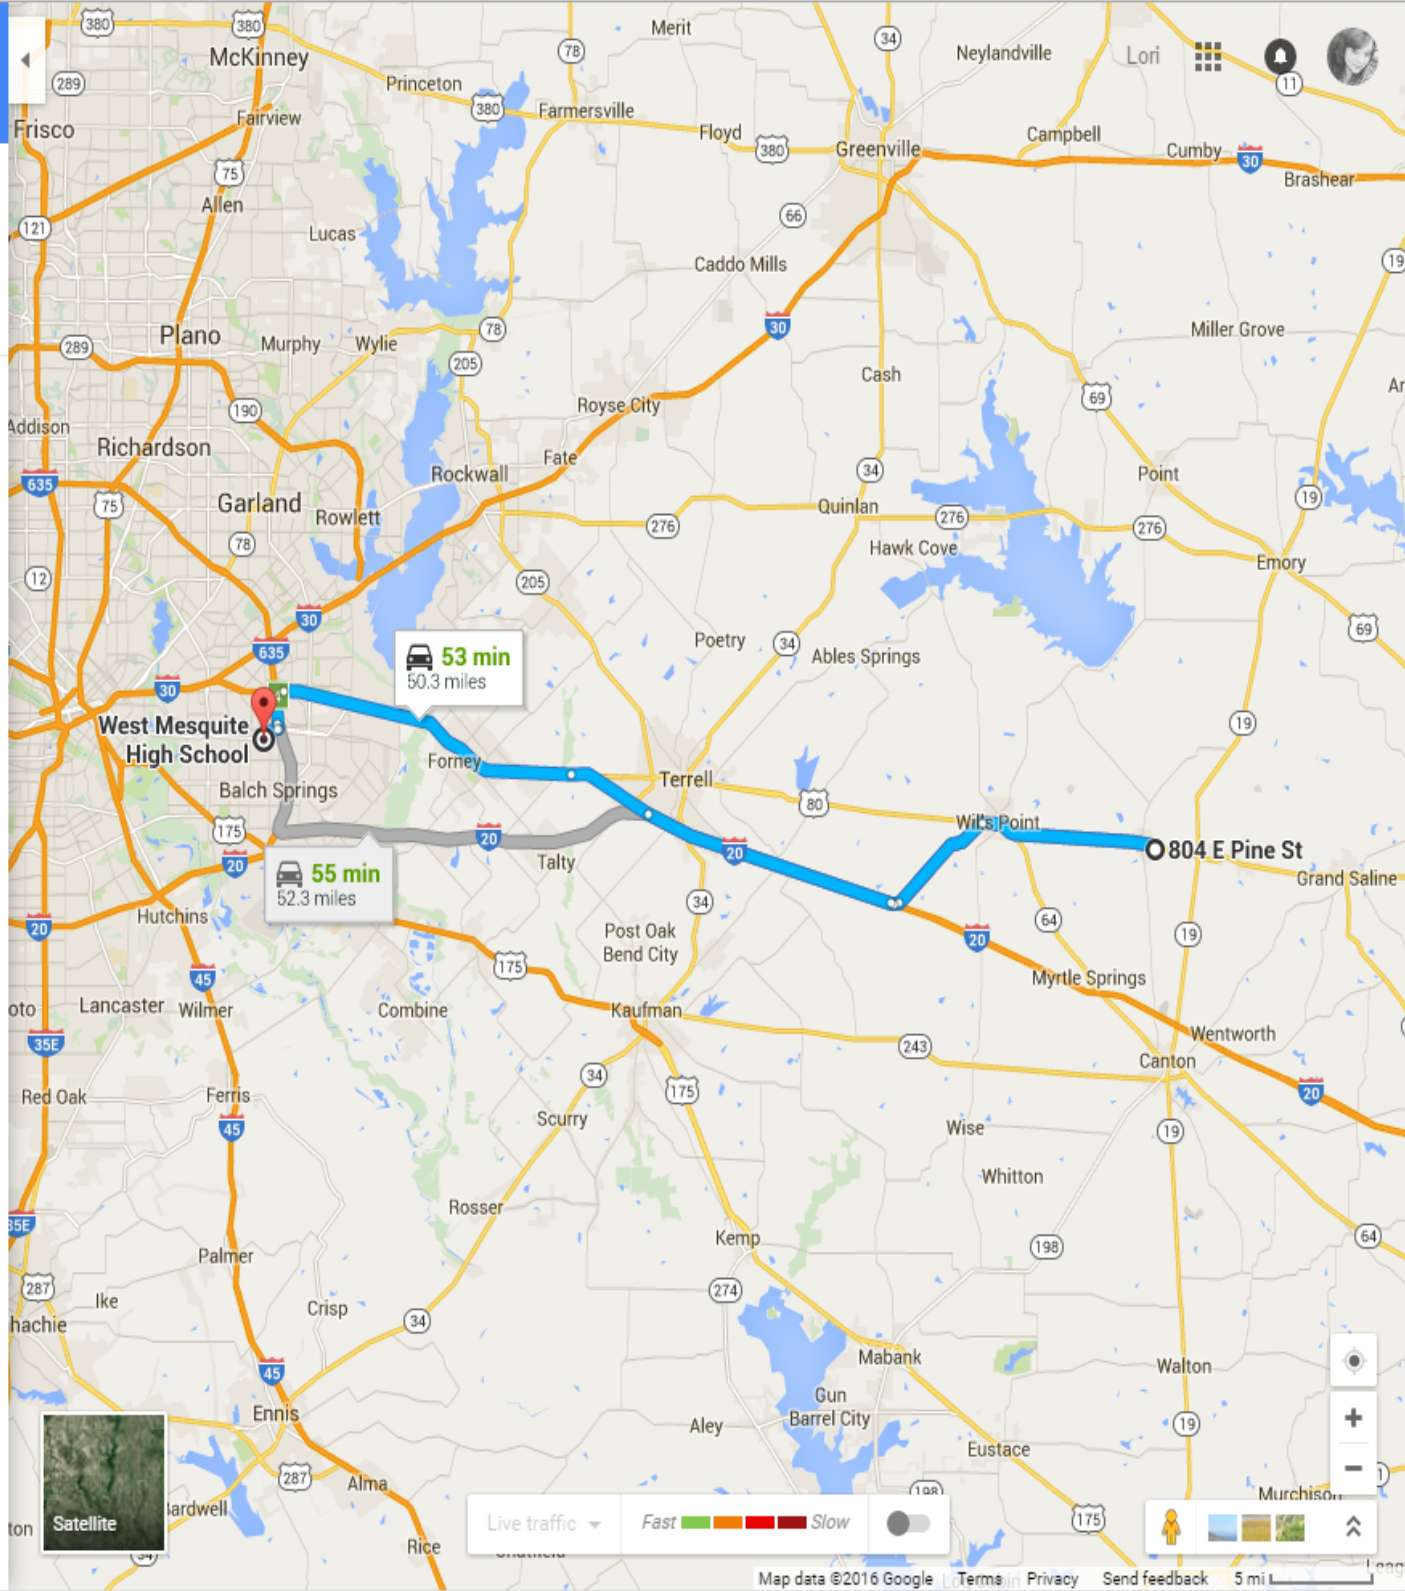 380
380
Merit
34
Neylandville
Lori
McKinney
78
11
289
Princeton
380
Farmersville
Frisco
Fairview
Floyd
380
Greenville
Campbell
Cumby
30
Brashear
75
Allen
121
Lucas
66
Caddo Mills
19
30
Plano
78
Miller Grove
289
Murphy
Wylie
205
Cash
69
190
Royse City
Addison
Richardson
Fate
Rockwall
34
Point
635
75
Garland
Rowlett
Quinlan
276
276
276
19
78
Hawk Cove
Emory
12
205
30
69
635
53 min
50.3 miles
Poetry
34
Ables Springs
30
West Mesquite
High School
19
Forney
Terrell
Balch Springs
80
175
20
20
Wills Point
804 E Pine St
20
55 min
52.3 miles
Talty
Grand Saline
Hutchins
34
64
20
Post Oak
Bend City
19
20
175
45
Myrtle Springs
Lancaster
Wilmer
Combine
Kaufman
Wentworth
35E
243
Canton
Red Oak
Ferris
34
175
20
45
Scurry
Wise
19
Whitton
Rosser
35E
Kemp
64
Palmer
198
287
274
Ike
Crisp
34
hachie
Mabank
Walton
45
Gun
Barrel City
Ennis
Aley
19
Eustace
287
Alma
198
Murchison
Bardwell
Satellite
Live traffic
Fast
Slow
175
34
Rice
Map data ©2016 Google
Terms
Privacy
Send feedback
5 mi